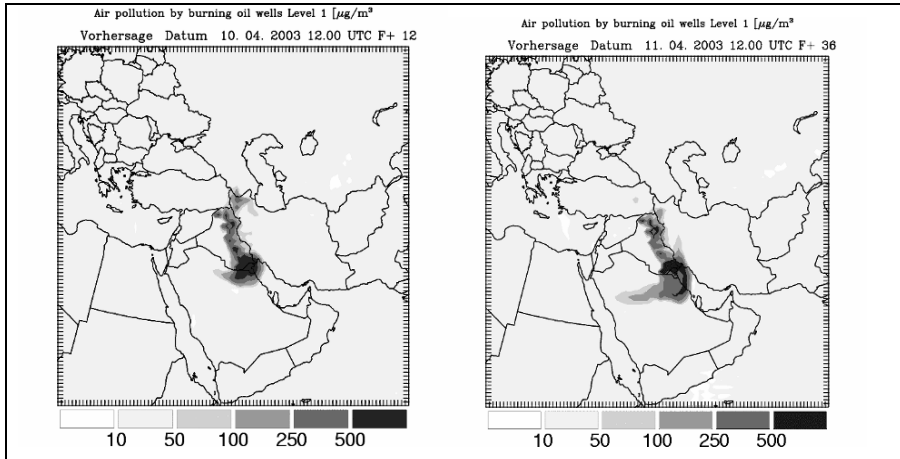 Air pollution by burning oil wells Level 1 [μg/m³
Vorhersage Datum 10. 04. 2003 12.00 UTC F+ 12
10 50 100 250 500
Air pollution by burning oil wells Level 1 [μg/m³
Vorhersage Datum 11. 04. 2003 12.00 UTC F+ 36
10 50 100 250 500